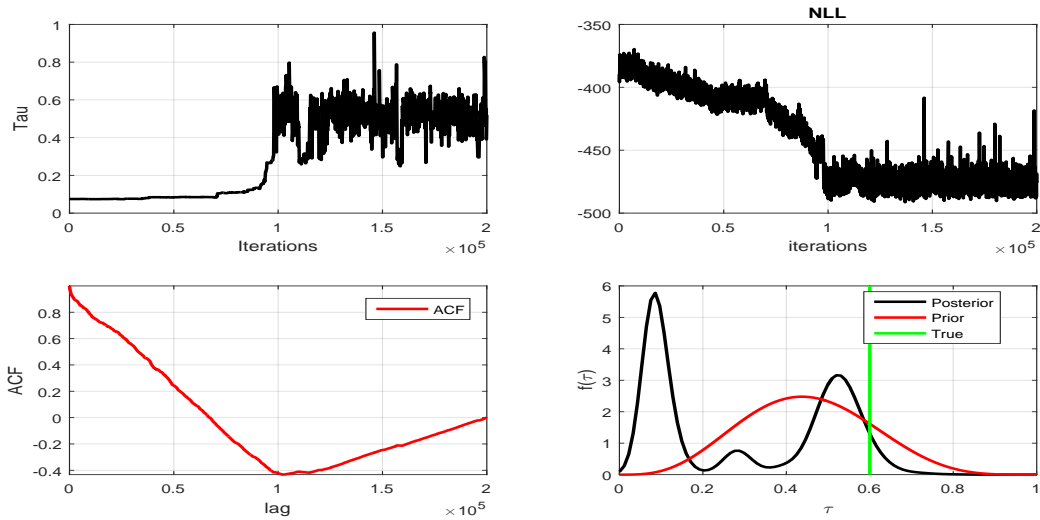 1
0.8
0.6
0.4
0.2
0
Tau
0 0.5 1 1.5 2
Iterations
×10^5
NLL
-350
-400
-450
-500
0 0.5 1 1.5 2
iterations
×10^5
0.8
0.6
0.4
0.2
0
-0.2
-0.4
ACF
ACF
0 0.5 1 1.5 2
lag
×10^5
6
5
4
3
2
1
0
f(τ)
Posterior
Prior
True
0 0.2 0.4 0.6 0.8 1
τ